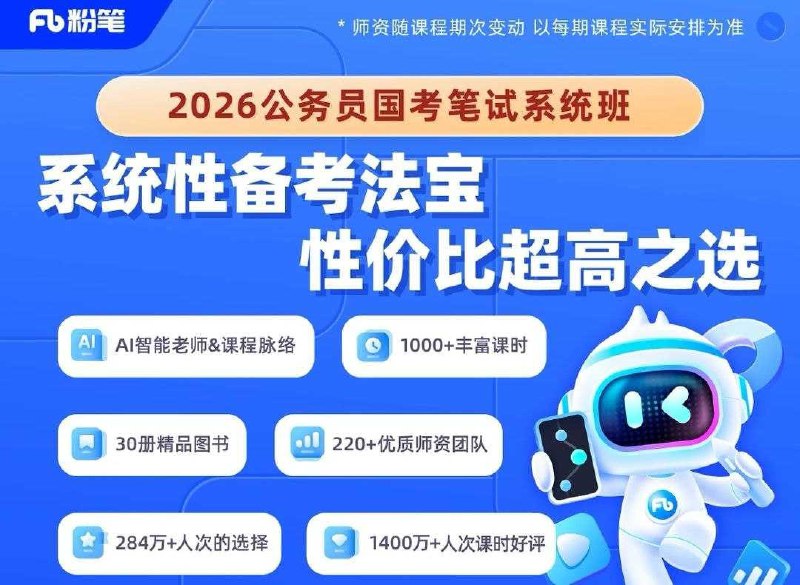 Fb粉笔
* 师资随课程期次变动 以每期课程实际安排为准
2026公务员国考笔试系统班
系统性备考法宝
性价比超高之选
AI AI智能老师&课程脉络
1000+丰富课时
30册精品图书
220+优质师资团队
284万+人次的选择
1400万+人次课时好评
Fb